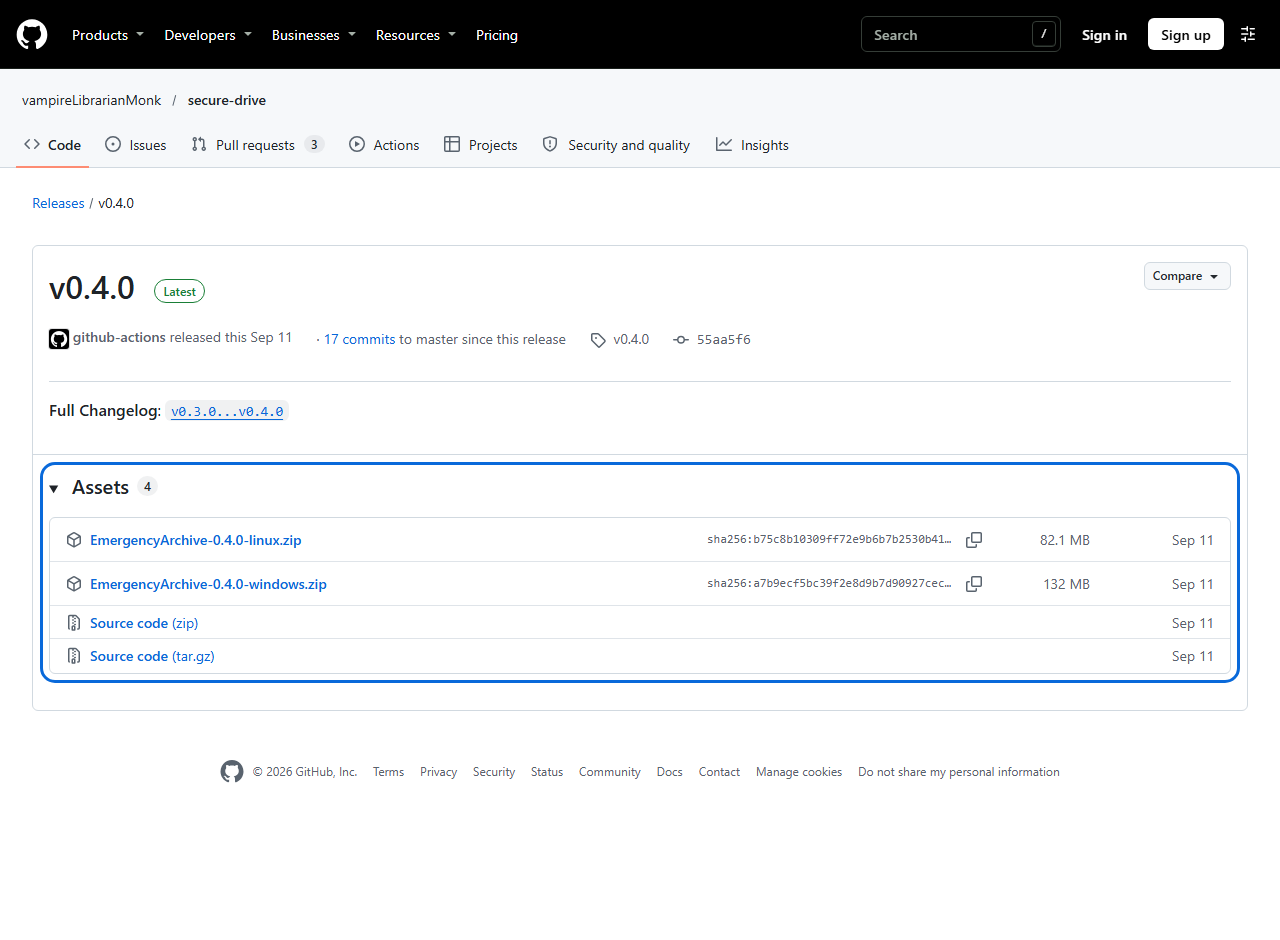 Products Developers Businesses Resources Pricing Search / Sign in Sign up
vampireLibrarianMonk / secure-drive
Code Issues Pull requests 3 Actions Projects Security and quality Insights
Releases / v0.4.0
v0.4.0 Latest Compare
github-actions released this Sep 11 · 17 commits to master since this release v0.4.0 55aa5f6
Full Changelog: v0.3.0...v0.4.0
Assets 4
EmergencyArchive-0.4.0-linux.zip sha256:b75c8b10309ff72e9b6b7b2530b41… 82.1 MB Sep 11
EmergencyArchive-0.4.0-windows.zip sha256:a7b9ecf5bc39f2e8d9b7d90927cec… 132 MB Sep 11
Source code (zip) Sep 11
Source code (tar.gz) Sep 11
© 2026 GitHub, Inc. Terms Privacy Security Status Community Docs Contact Manage cookies Do not share my personal information